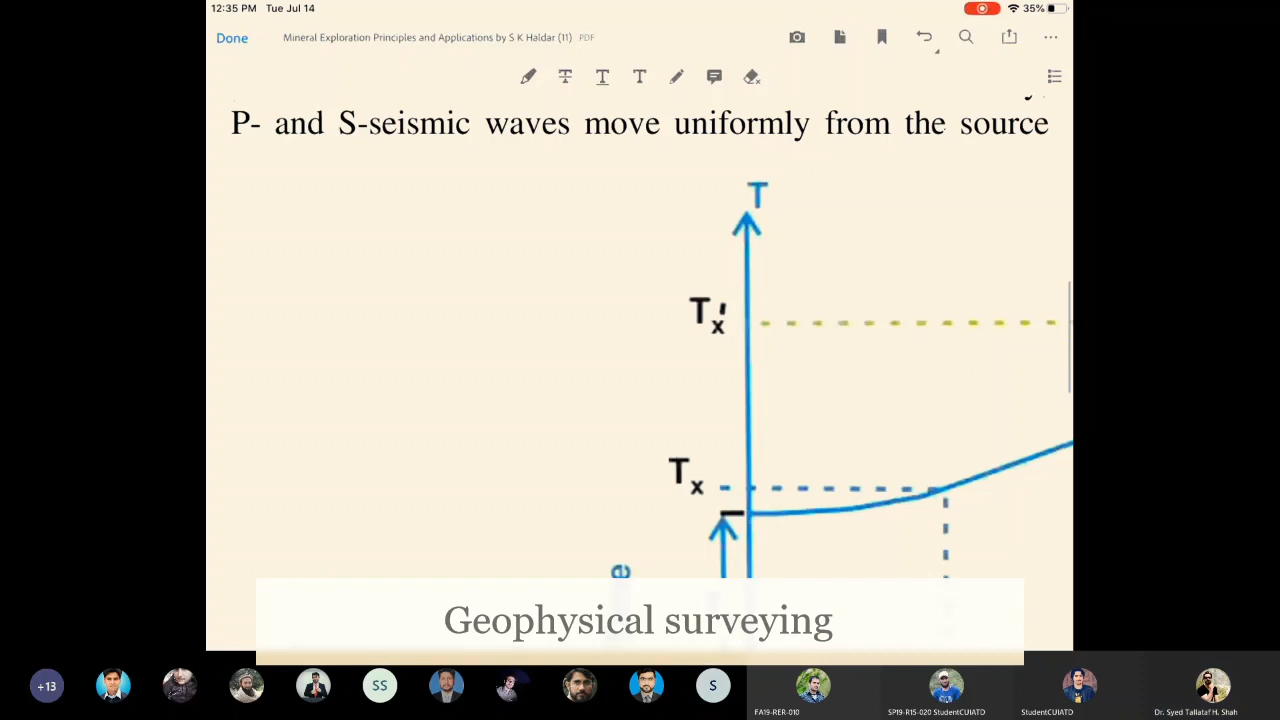 12:35 PM Tue Jul 14
35%
Done
Mineral Exploration Principles and Applications by S K Haldar (11) PDF
P- and S-seismic waves move uniformly from the source
T
Tx'
Tx
e
Geophysical surveying
+13
SS
S
FA19-RER-010
SP19-R15-020 StudentCUIATD
StudentCUIATD
Dr. Syed Tallataf H. Shah